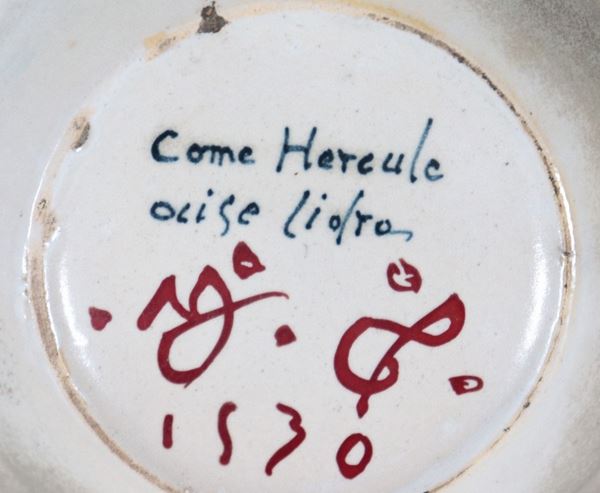 Come Hercule
ocise lidra
M G
1530